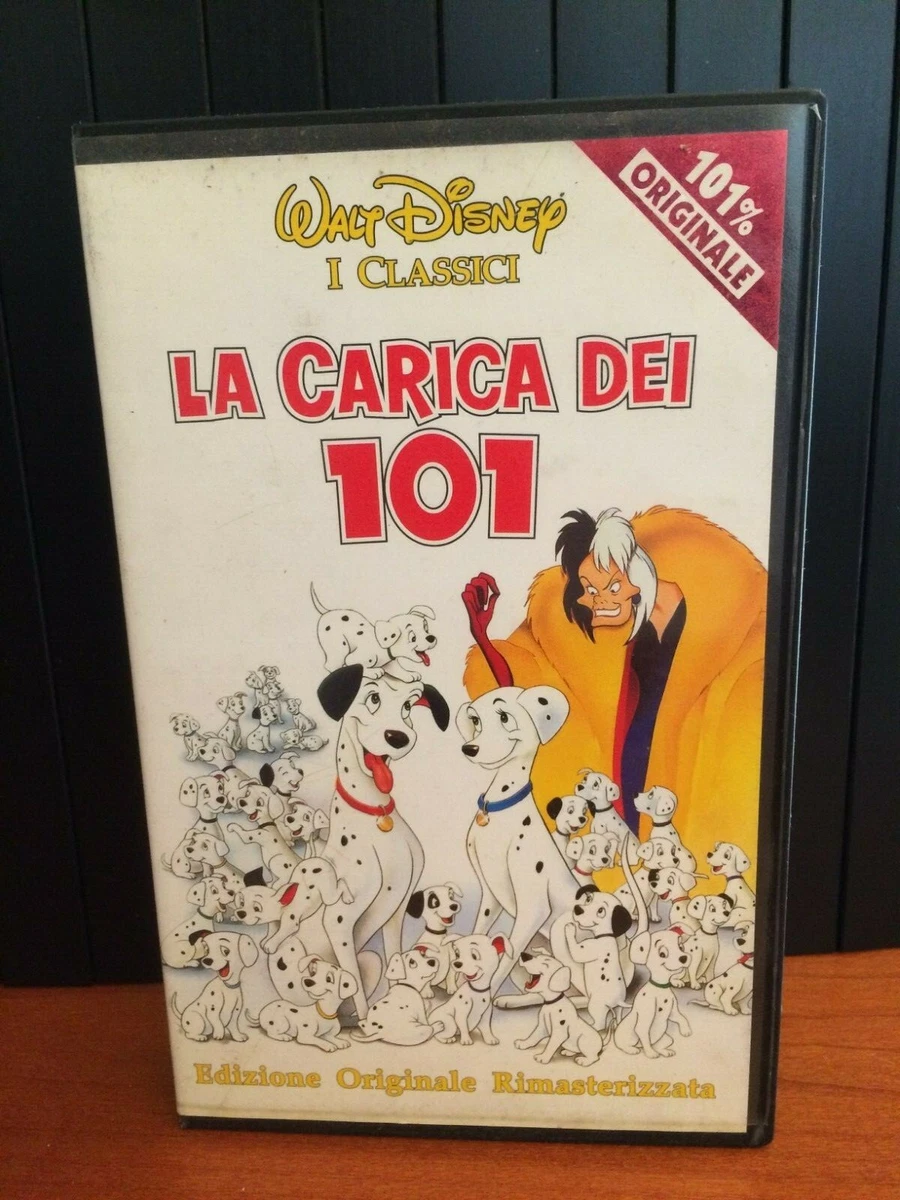 WALT DISNEY
I CLASSICI
101%
ORIGINALE
LA CARICA DEI
101
Edizione Originale Rimasterizzata